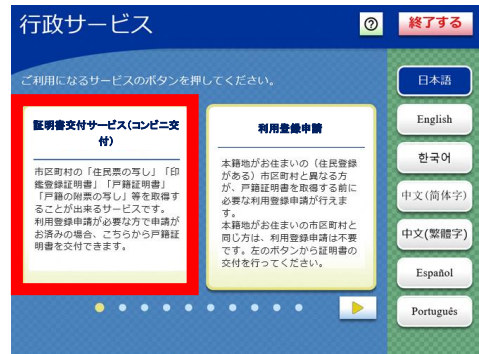 行政サービス
終了する
ご利用になるサービスのボタンを押してください。
証明書交付サービス(コンビニ交
付)
市区町村の「住民票の写し」「印
鑑登録証明書」「戸籍証明書」
「戸籍の附票の写し」等を取得す
ることが出来るサービスです。
利用登録申請が必要な方で申請が
お済みの場合、こちらから戸籍証
明書を交付できます。
利用登録申請
本籍地がお住まいの(住民登録
がある)市区町村と異なる方
が、戸籍証明書を取得する前に
必要な利用登録申請が行えま
す。
本籍地がお住まいの市区町村と
同じ方は、利用登録申請は不要
です。左のボタンから証明書の
交付を行ってください。
日本語
English
한국어
中文(简体字)
中文(繁體字)
Español
Português